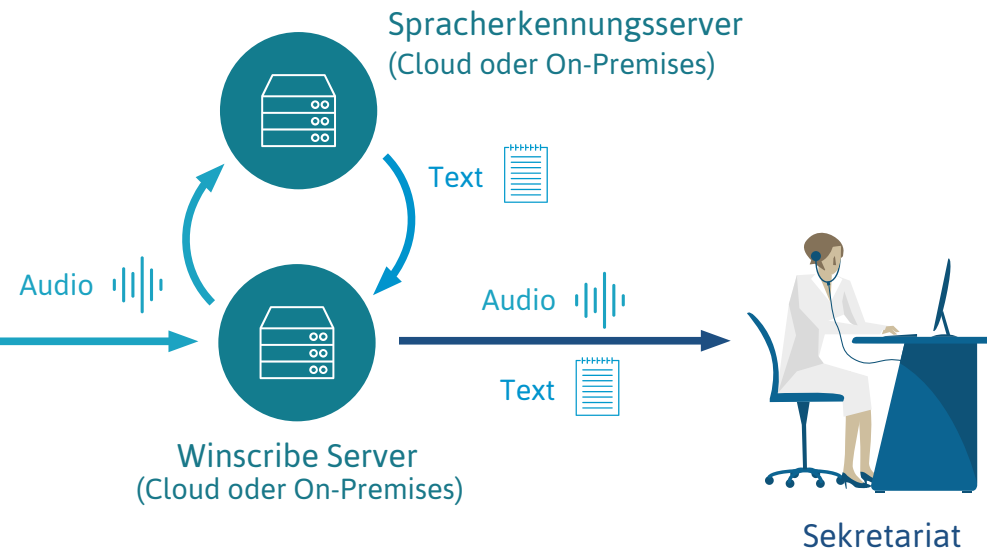 Spracherkennungsserver
(Cloud oder On-Premises)
Text
Audio
Audio
Text
Winscribe Server
(Cloud oder On-Premises)
Sekretariat